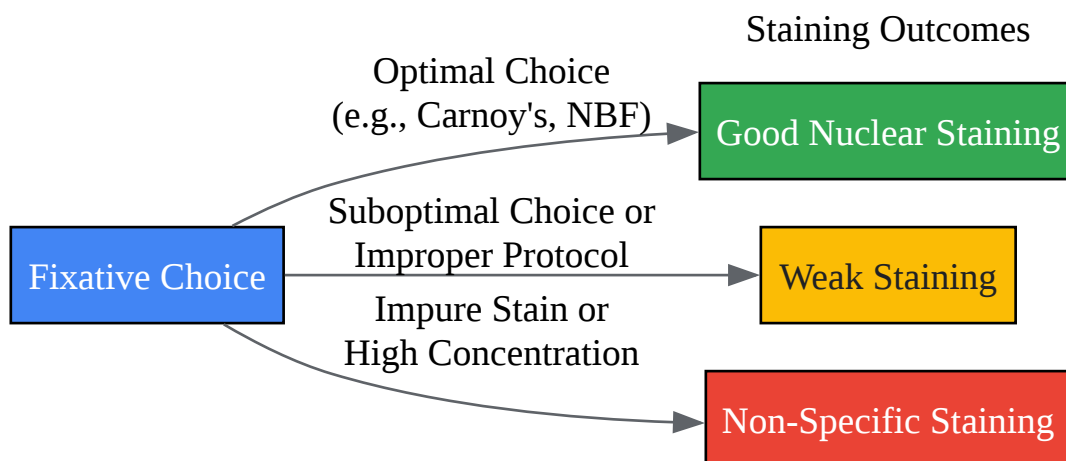 Staining Outcomes
Optimal Choice
(e.g., Carnoy's, NBF)
Good Nuclear Staining
Suboptimal Choice or
Improper Protocol
Fixative Choice
Weak Staining
Impure Stain or
High Concentration
Non-Specific Staining